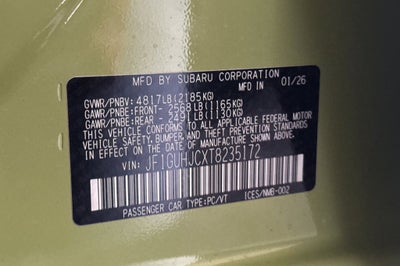 MFD BY SUBARU CORPORATION
MFD IN 01/26
GVWR/PNBV: 4817LB(2185KG)
GAWR/PNBE:FRONT- 2568LB(1165KG)
GAWR/PNBE:REAR - 2491LB(1130KG)
THIS VEHICLE CONFORMS TO ALL APPLICABLE FEDERAL MOTOR
VEHICLE SAFETY, BUMPER, AND THEFT PREVENTION STANDARDS
IN EFFECT ON THE DATE OF MANUFACTURE SHOWN ABOVE.
VIN: JF1GUHJCXT8235172
PASSENGER CAR TYPE:PC/VT ICES/NMB-002